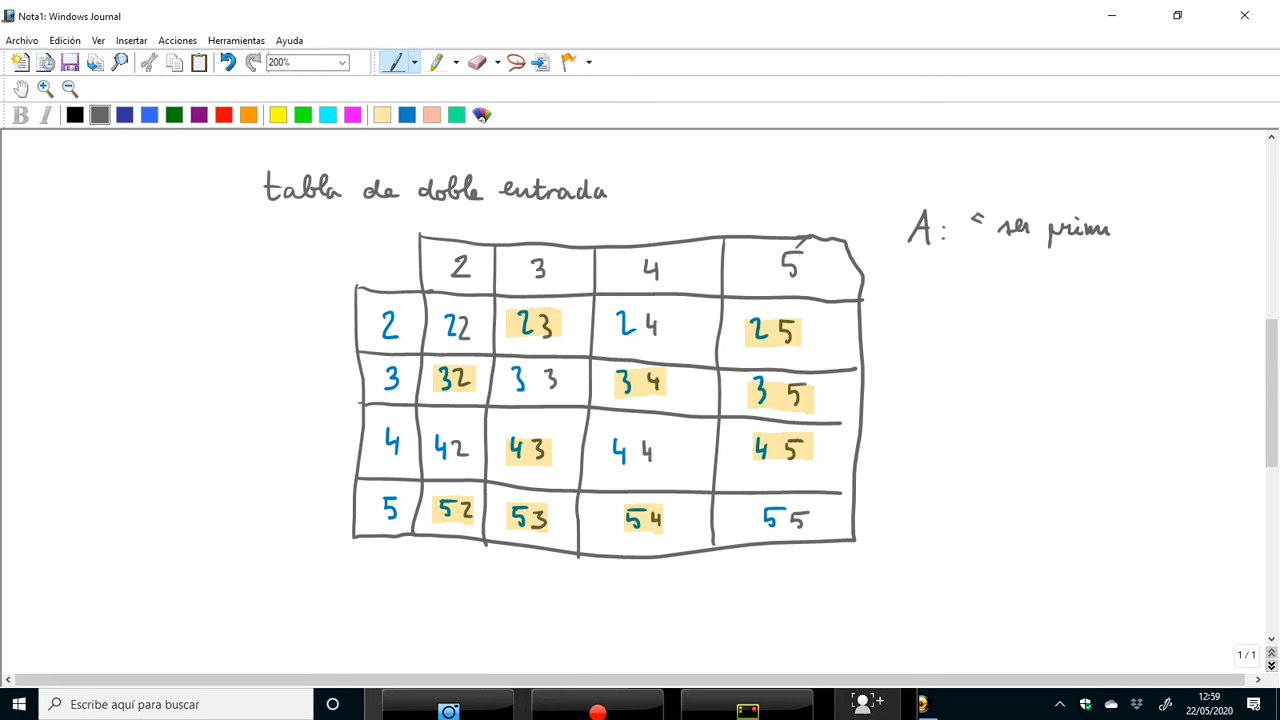 Nota1: Windows Journal
Archivo Edición Ver Insertar Acciones Herramientas Ayuda
200%
B I
tabla de doble entrada
A: " ser primo
2 3 4 5
2 22 23 24 25
3 32 33 34 35
4 42 43 44 45
5 52 53 54 55
1 / 1
Escribe aquí para buscar
12:59
22/05/2020